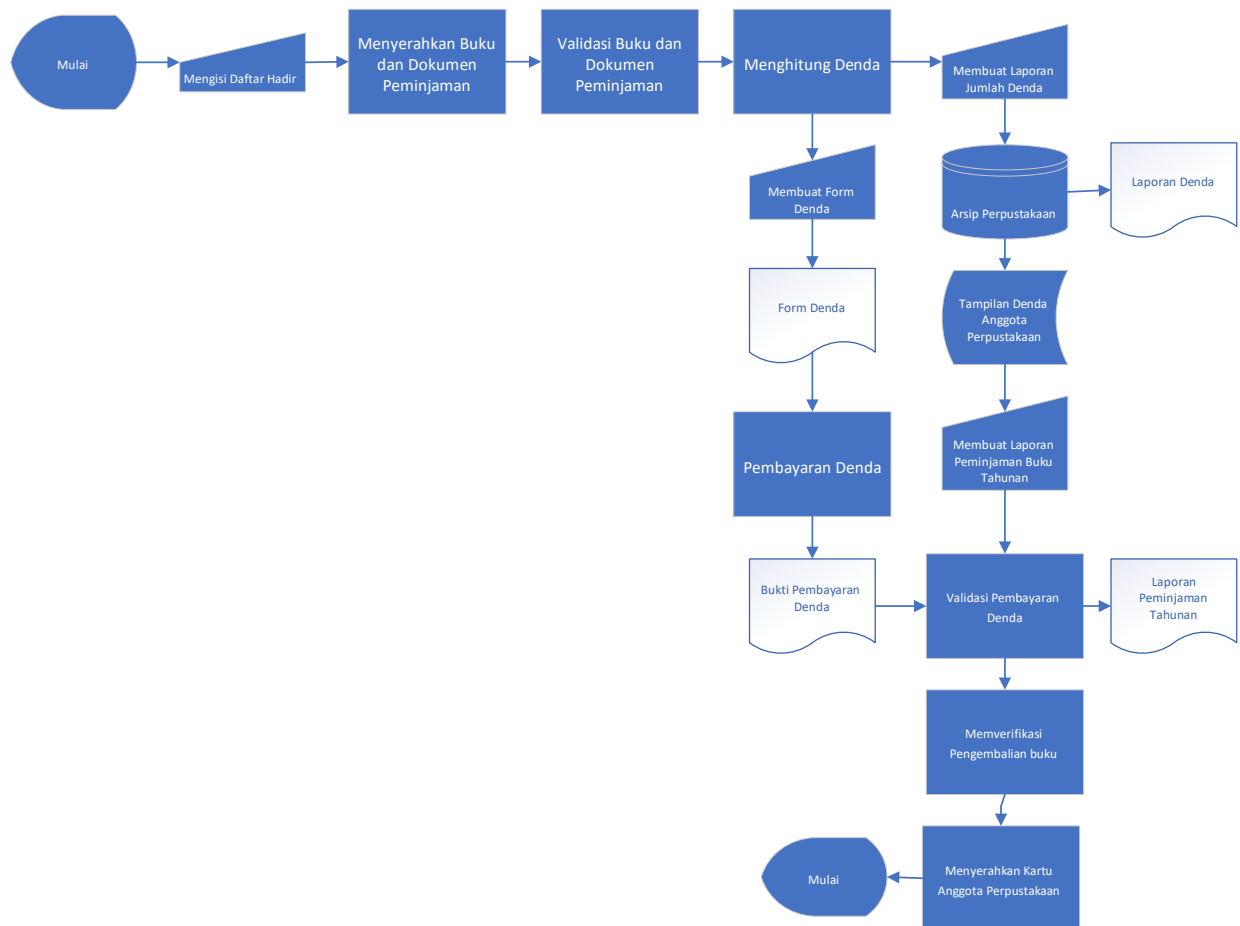 Mulai
Mengisi Daftar Hadir
Menyerahkan Buku
dan Dokumen
Peminjaman
Validasi Buku dan
Dokumen
Peminjaman
Menghitung Denda
Membuat Laporan
Jumlah Denda
Membuat Form
Denda
Arsip Perpustakaan
Laporan Denda
Form Denda
Tampilan Denda
Anggota
Perpustakaan
Pembayaran Denda
Membuat Laporan
Peminjaman Buku
Tahunan
Bukti Pembayaran
Denda
Validasi Pembayaran
Denda
Laporan
Peminjaman
Tahunan
Memverifikasi
Pengembalian buku
Menyerahkan Kartu
Anggota Perpustakaan
Mulai